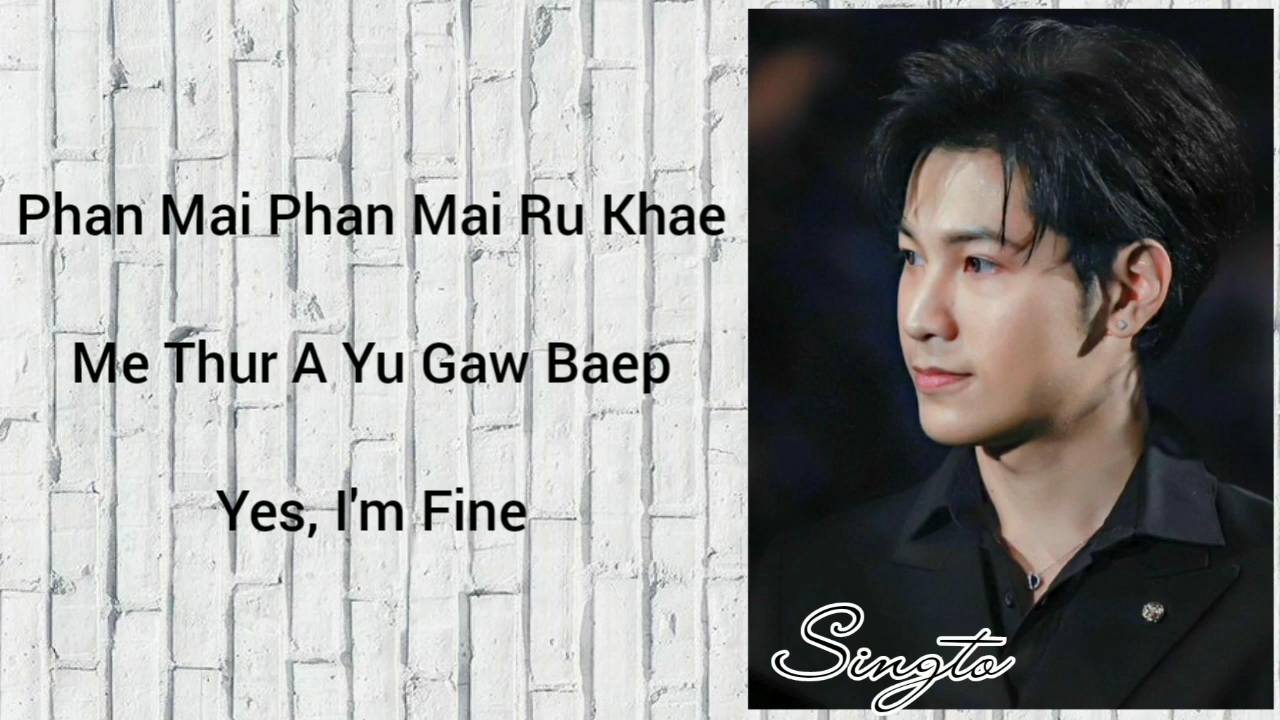 Phan Mai Phan Mai Ru Khae
Me Thur A Yu Gaw Baep
Yes, I'm Fine
Singto